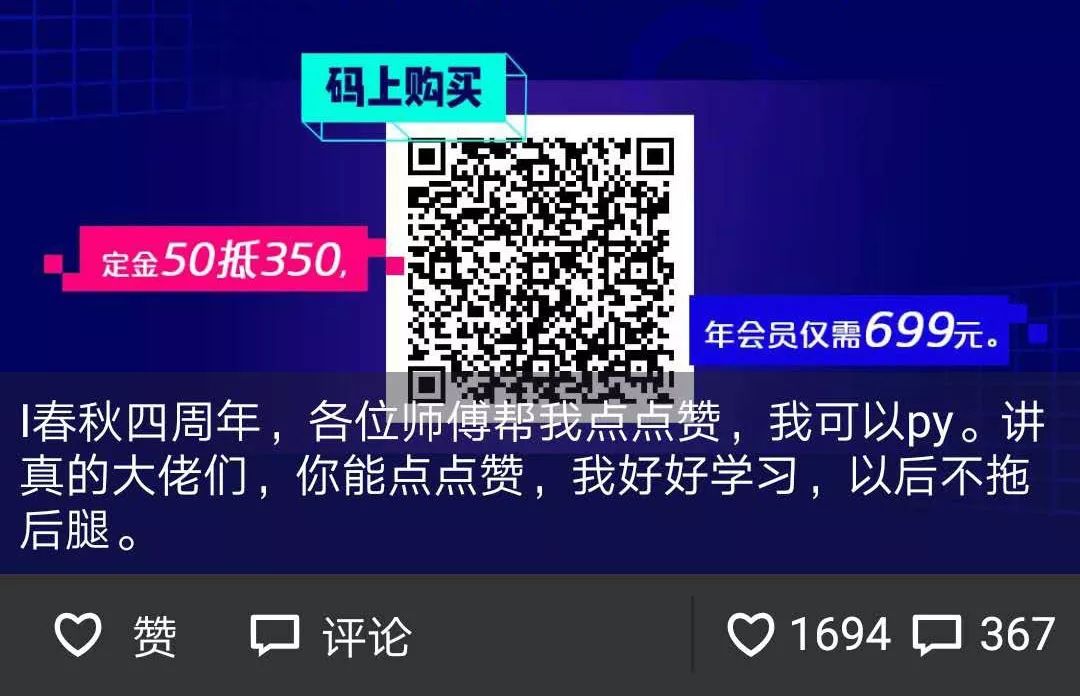 码上购买
定金50抵350,
年会员仅需699元。
I春秋四周年，各位师傅帮我点点赞，我可以py。讲
真的大佬们，你能点点赞，我好好学习，以后不拖
后腿。
赞 评论 1694 367